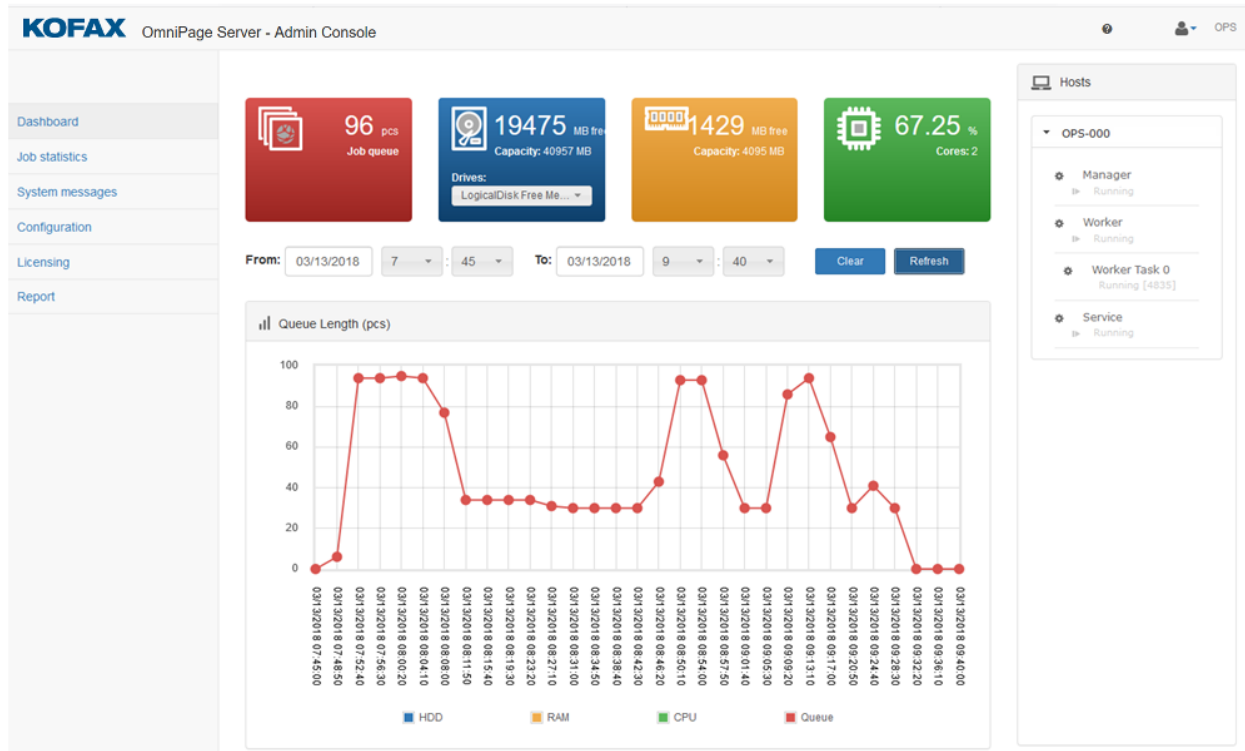 KOFAX OmniPage Server - Admin Console
OPS
Dashboard
Job statistics
System messages
Configuration
Licensing
Report
96 pcs
Job queue
19475 MB fre
Capacity: 40957 MB
Drives:
LogicalDisk Free Me...
1429 MB free
Capacity: 4095 MB
67.25 %
Cores: 2
From: 03/13/2018 7 : 45 To: 03/13/2018 9 : 40 Clear Refresh
Queue Length (pcs)
100
80
60
40
20
0
03/13/2018 07:45:00
03/13/2018 07:48:50
03/13/2018 07:52:40
03/13/2018 07:56:30
03/13/2018 08:00:20
03/13/2018 08:04:10
03/13/2018 08:08:00
03/13/2018 08:11:50
03/13/2018 08:15:40
03/13/2018 08:19:30
03/13/2018 08:23:20
03/13/2018 08:27:10
03/13/2018 08:31:00
03/13/2018 08:34:50
03/13/2018 08:38:40
03/13/2018 08:42:30
03/13/2018 08:46:20
03/13/2018 08:50:10
03/13/2018 08:54:00
03/13/2018 08:57:50
03/13/2018 09:01:40
03/13/2018 09:05:30
03/13/2018 09:09:20
03/13/2018 09:13:10
03/13/2018 09:17:00
03/13/2018 09:20:50
03/13/2018 09:24:40
03/13/2018 09:28:30
03/13/2018 09:32:20
03/13/2018 09:36:10
03/13/2018 09:40:00
HDD RAM CPU Queue
Hosts
OPS-000
Manager
Running
Worker
Running
Worker Task 0
Running [4835]
Service
Running